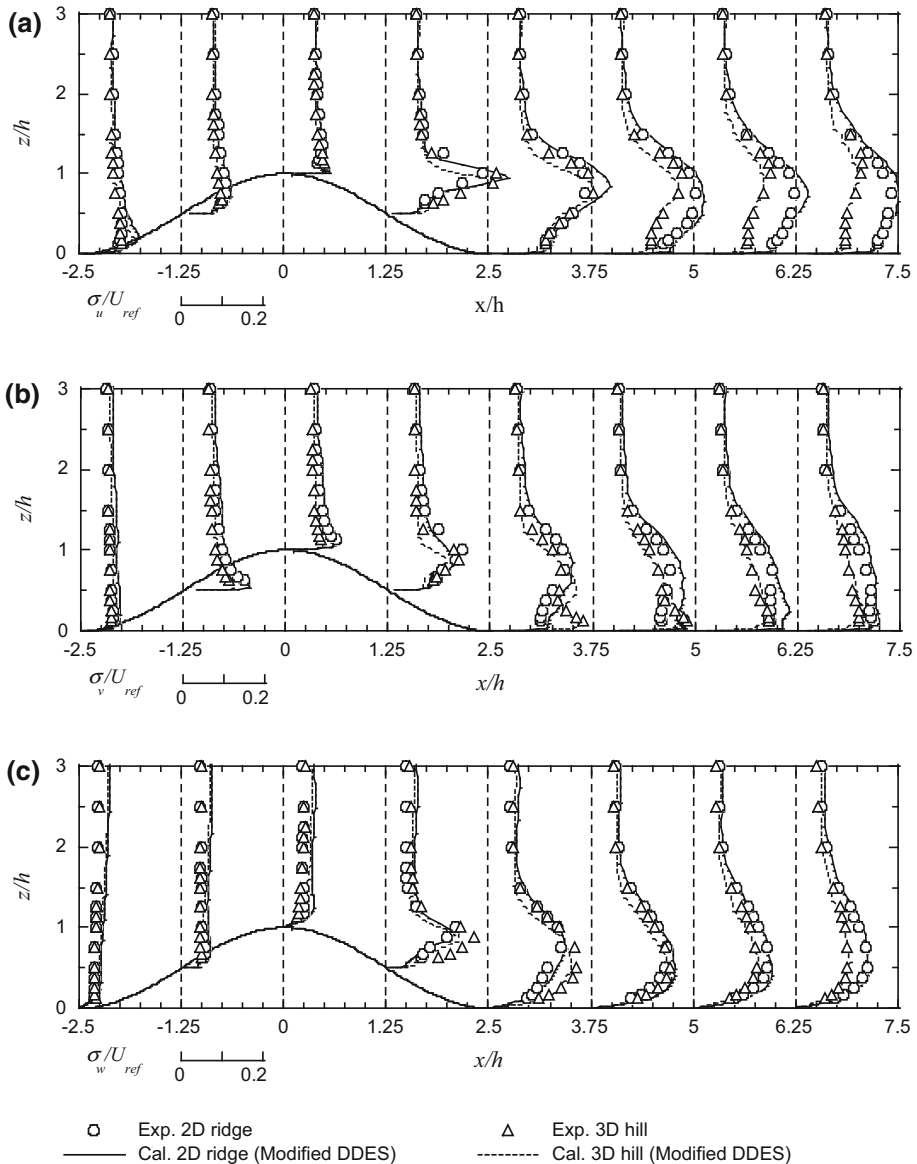 (a)
3
2
1
0
z/h
-2.5 -1.25 0 1.25 2.5 3.75 5 6.25 7.5
σu/Uref
0 0.2
x/h
(b)
3
2
1
0
z/h
-2.5 -1.25 0 1.25 2.5 3.75 5 6.25 7.5
σv/Uref
0 0.2
x/h
(c)
3
2
1
0
z/h
-2.5 -1.25 0 1.25 2.5 3.75 5 6.25 7.5
σw/Uref
0 0.2
x/h
Exp. 2D ridge
Exp. 3D hill
Cal. 2D ridge (Modified DDES)
Cal. 3D hill (Modified DDES)